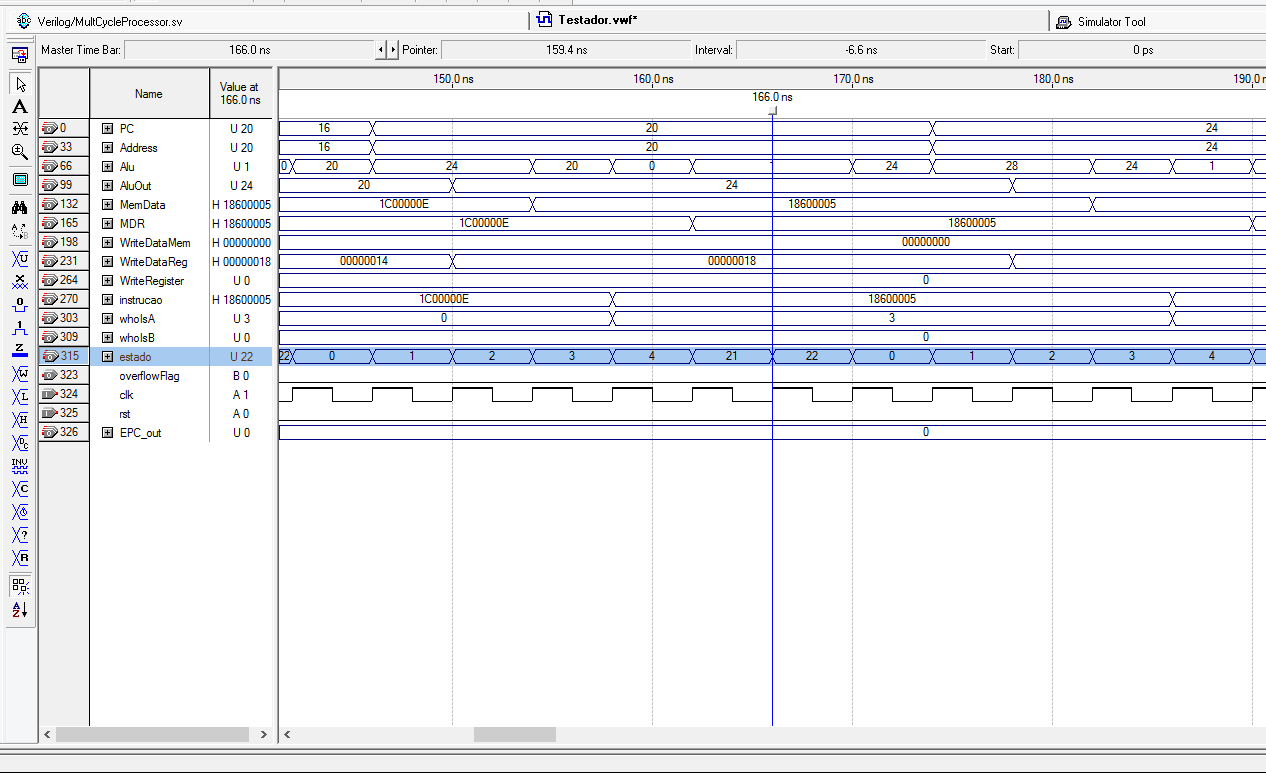 abc Verilog/MultCycleProcessor.sv Testador.vwf* Simulator Tool
Master Time Bar: 166.0 ns Pointer: 159.4 ns Interval: -6.6 ns Start: 0 ps
Name Value at 166.0 ns 150.0 ns 160.0 ns 170.0 ns 180.0 ns 190.0 n
166.0 ns
0 PC U 20 16 20 24
33 Address U 20 16 20 24
66 Alu U 1 0 20 24 20 0 1 24 28 24 1
99 AluOut U 24 20 24
132 MemData H 18600005 1C00000E 18600005
165 MDR H 18600005 1C00000E 18600005
198 WriteDataMem H 00000000 00000000
231 WriteDataReg H 00000018 00000014 00000018
264 WriteRegister U 0 0
270 instrucao H 18600005 1C00000E 18600005
303 whoIsA U 3 0 3
309 whoIsB U 0 0
315 estado U 22 22 0 1 2 3 4 21 22 0 1 2 3 4
323 overflowFlag B 0
324 clk A 1
325 rst A 0
326 EPC_out U 0 0